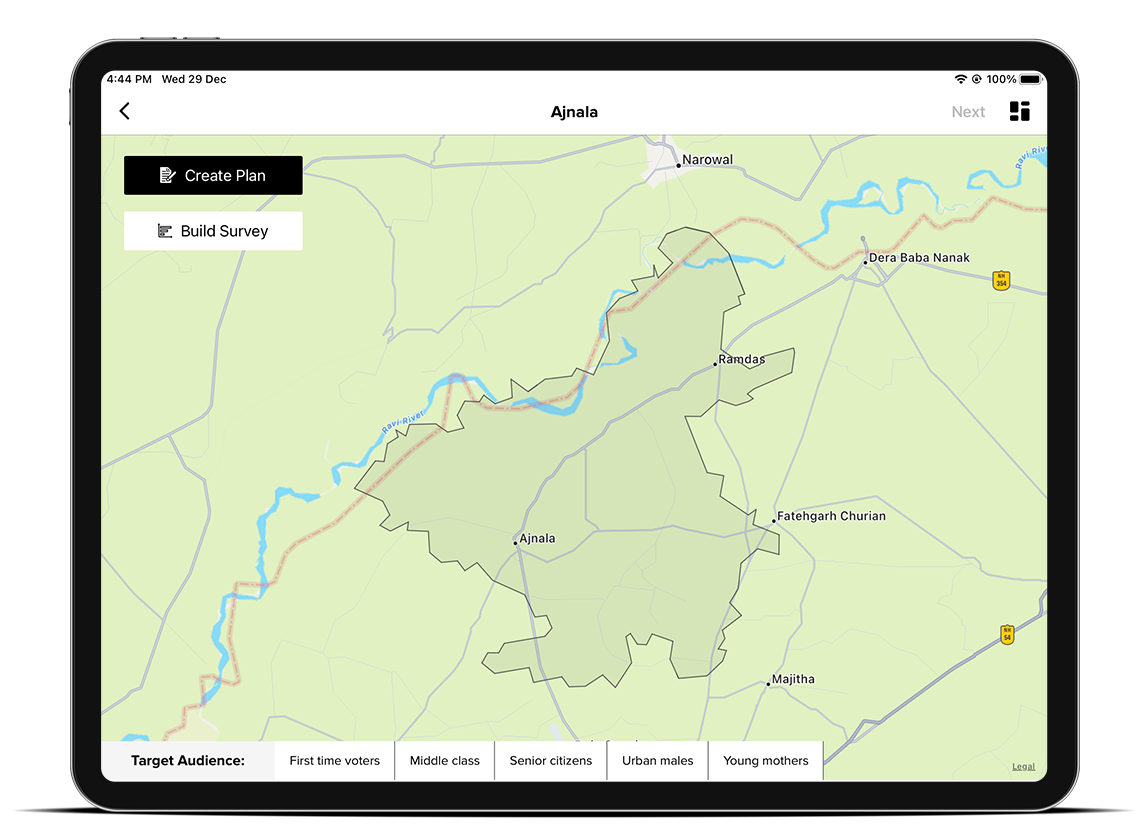 4:44 PM Wed 29 Dec
100%
Ajnala
Next
Create Plan
Build Survey
Narowal
Ravi River
Dera Baba Nanak
NH
354
Ramdas
Ravi River
Fatehgarh Churian
Ajnala
NH
54
Majitha
Target Audience:
First time voters
Middle class
Senior citizens
Urban males
Young mothers
Legal